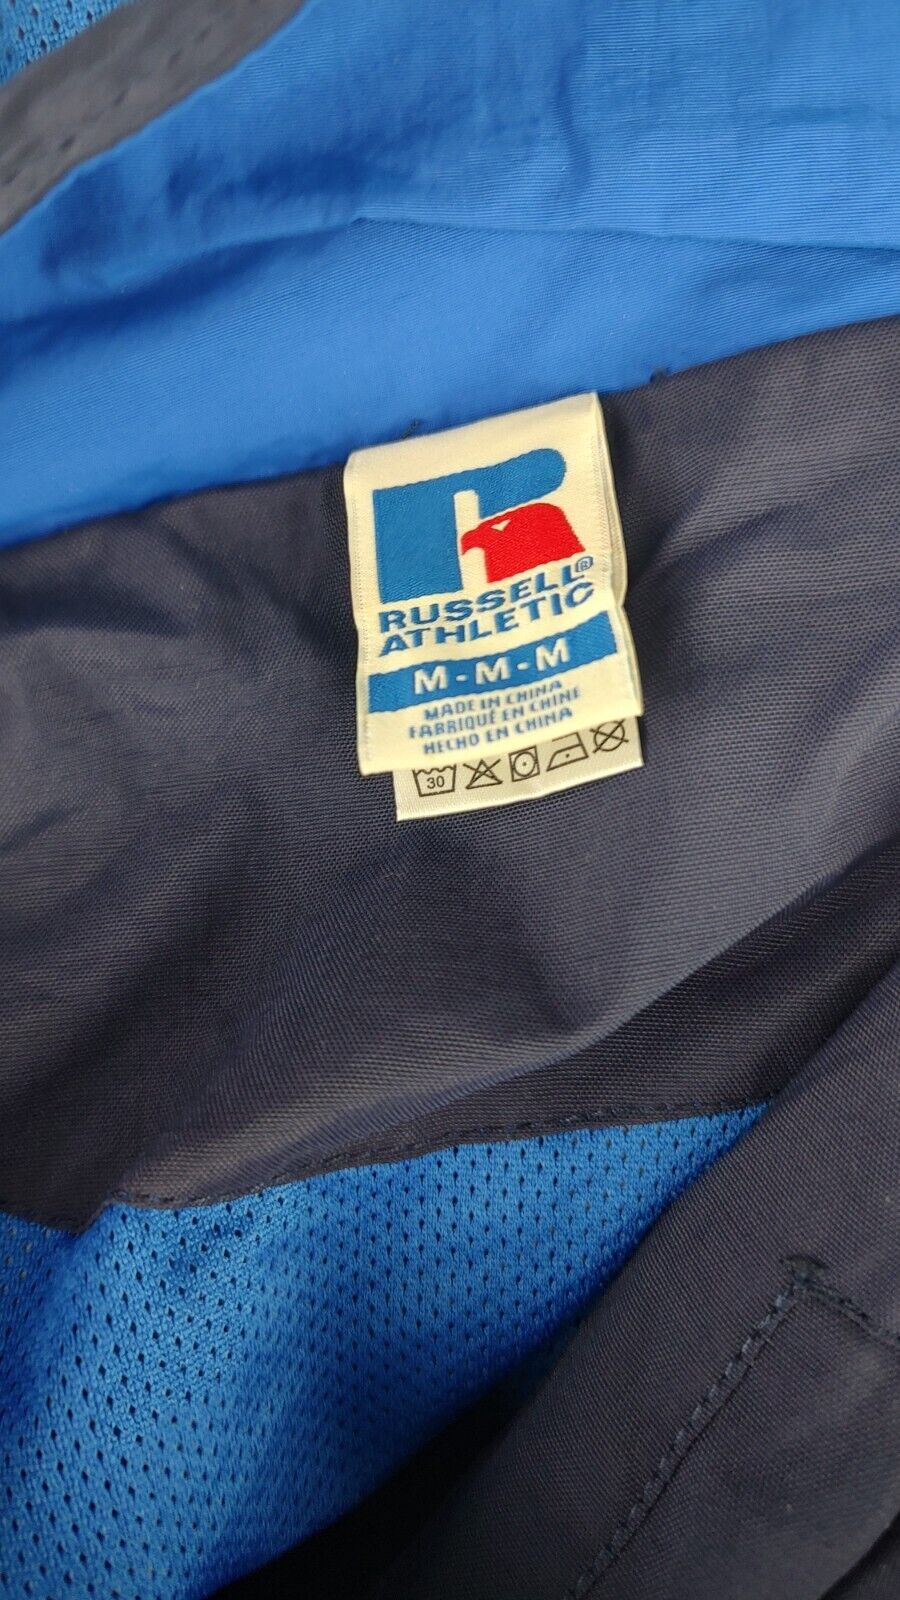 RUSSELL®
ATHLETIC
M-M-M
MADE IN CHINA
FABRIQUÉ EN CHINE
HECHO EN CHINA
30